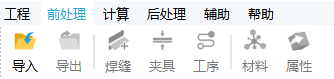 工程 前处理 计算 后处理 辅助 帮助
导入 导出 焊缝 夹具 工序 材料 属性